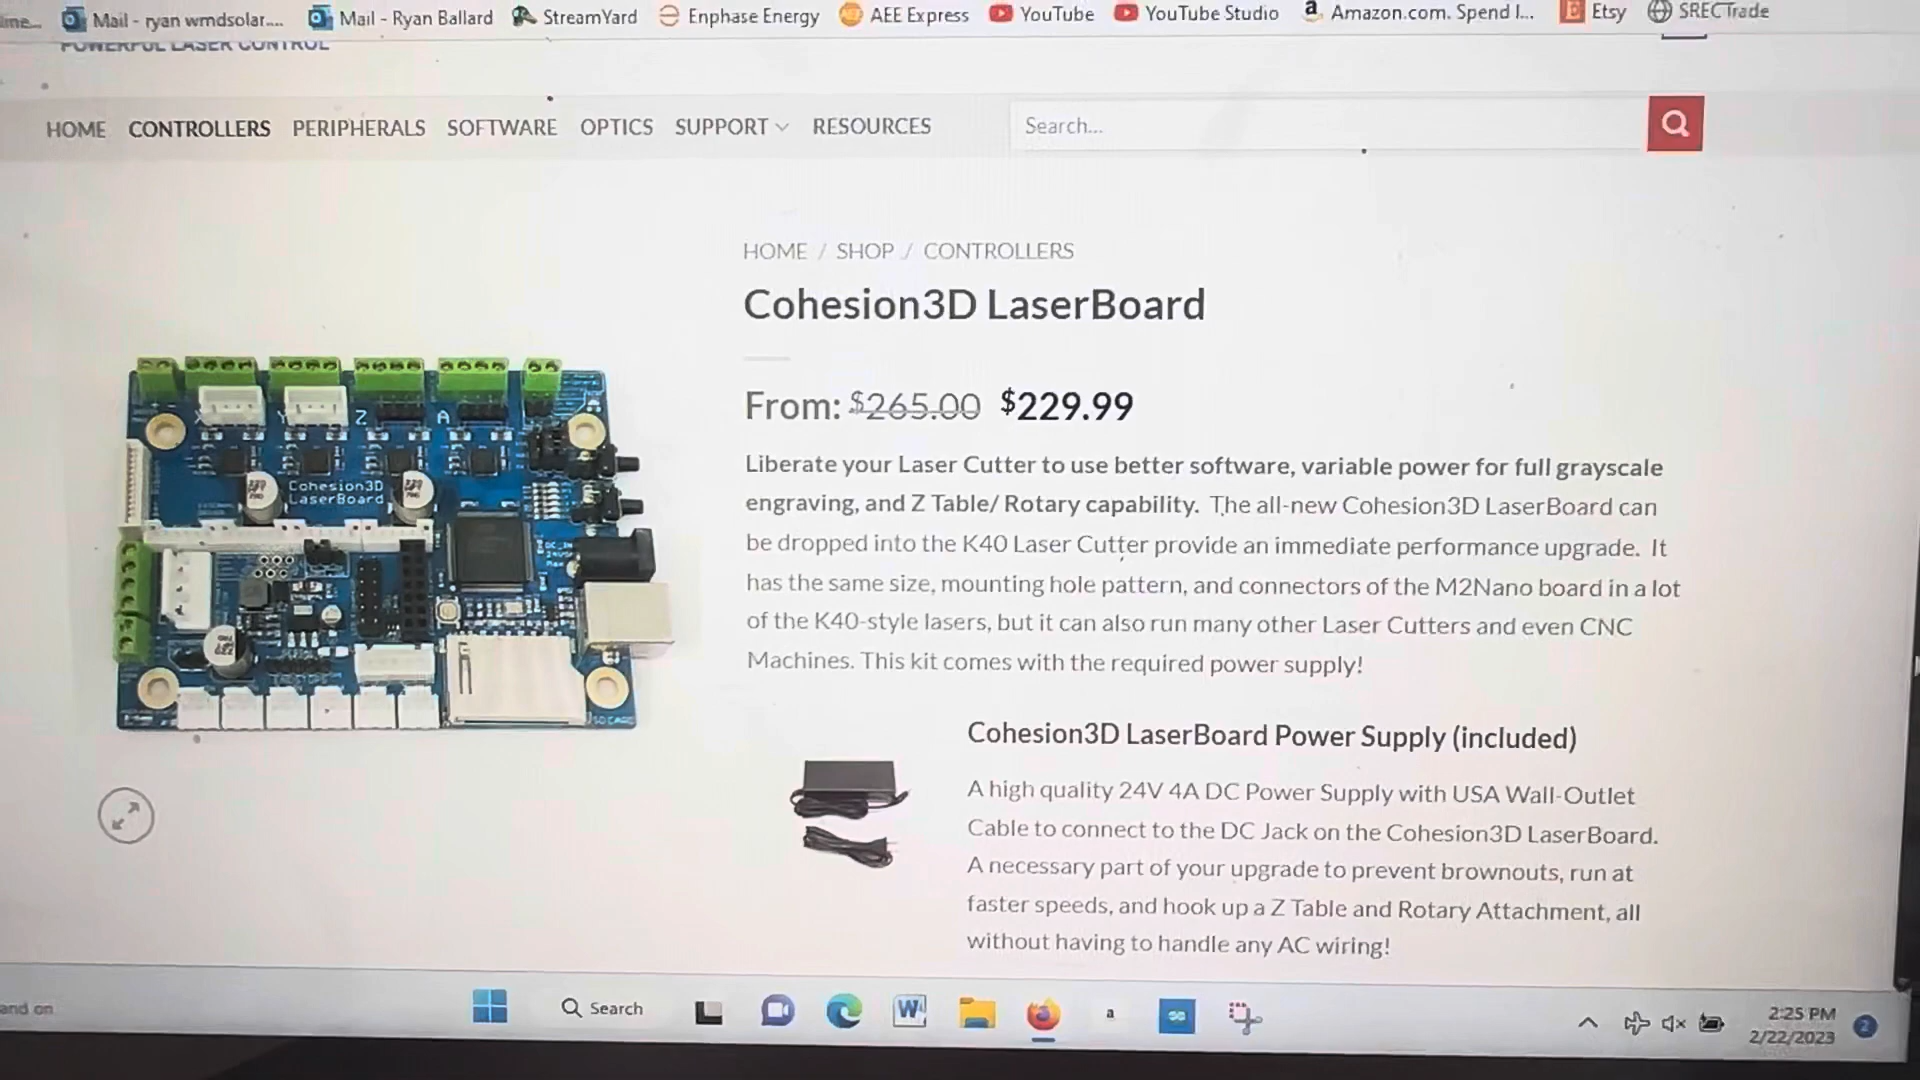 Mail - ryan wmdsolar.... Mail - Ryan Ballard StreamYard Enphase Energy AEE Express YouTube YouTube Studio Amazon.com. Spend l... Etsy SRECTrade
POWERFUL LASER CONTROL
HOME CONTROLLERS PERIPHERALS SOFTWARE OPTICS SUPPORT RESOURCES Search...
HOME / SHOP / CONTROLLERS
Cohesion3D LaserBoard
From: $265.00 $229.99
Liberate your Laser Cutter to use better software, variable power for full grayscale
engraving, and Z Table/ Rotary capability. The all-new Cohesion3D LaserBoard can
be dropped into the K40 Laser Cutter provide an immediate performance upgrade. It
has the same size, mounting hole pattern, and connectors of the M2Nano board in a lot
of the K40-style lasers, but it can also run many other Laser Cutters and even CNC
Machines. This kit comes with the required power supply!
X Y Z A
Cohesion3D
LaserBoard
SD CARD
Cohesion3D LaserBoard Power Supply (included)
A high quality 24V 4A DC Power Supply with USA Wall-Outlet
Cable to connect to the DC Jack on the Cohesion3D LaserBoard.
A necessary part of your upgrade to prevent brownouts, run at
faster speeds, and hook up a Z Table and Rotary Attachment, all
without having to handle any AC wiring!
and on
Search
2:25 PM
2/22/2023
2